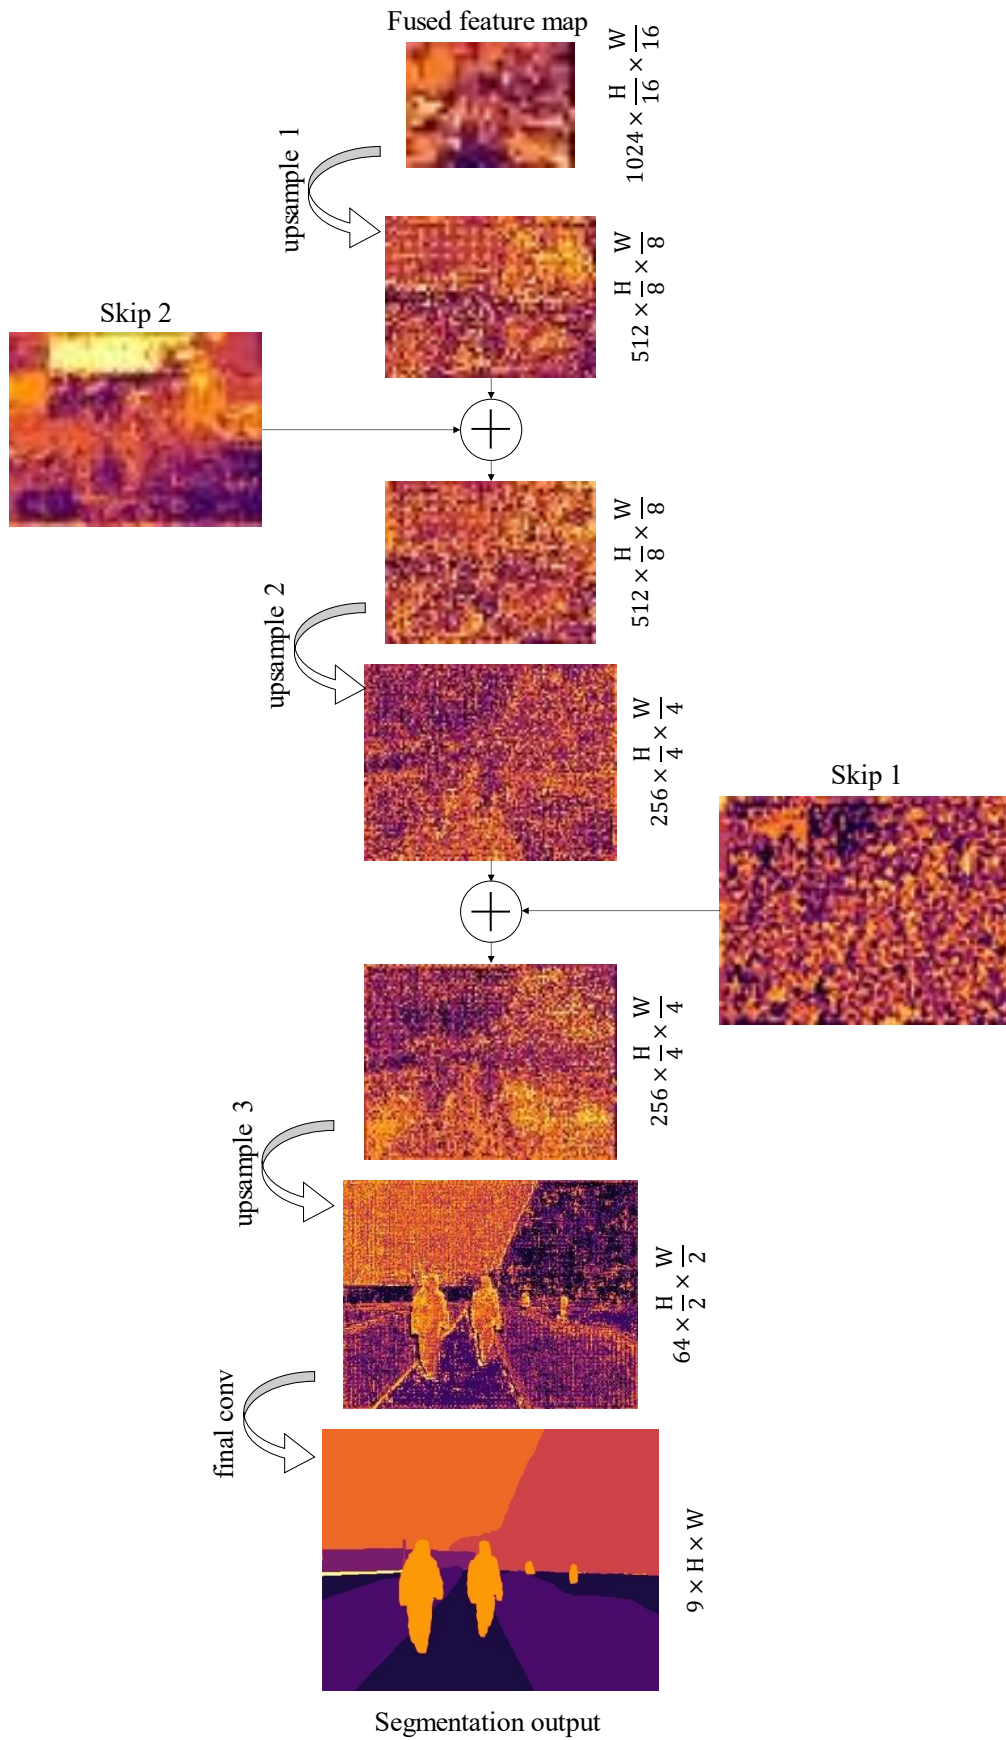 Fused feature map
1024 × H/16 × W/16
upsample 1
512 × H/8 × W/8
Skip 2
512 × H/8 × W/8
upsample 2
256 × H/4 × W/4
Skip 1
256 × H/4 × W/4
upsample 3
64 × H/2 × W/2
final conv
9 × H × W
Segmentation output